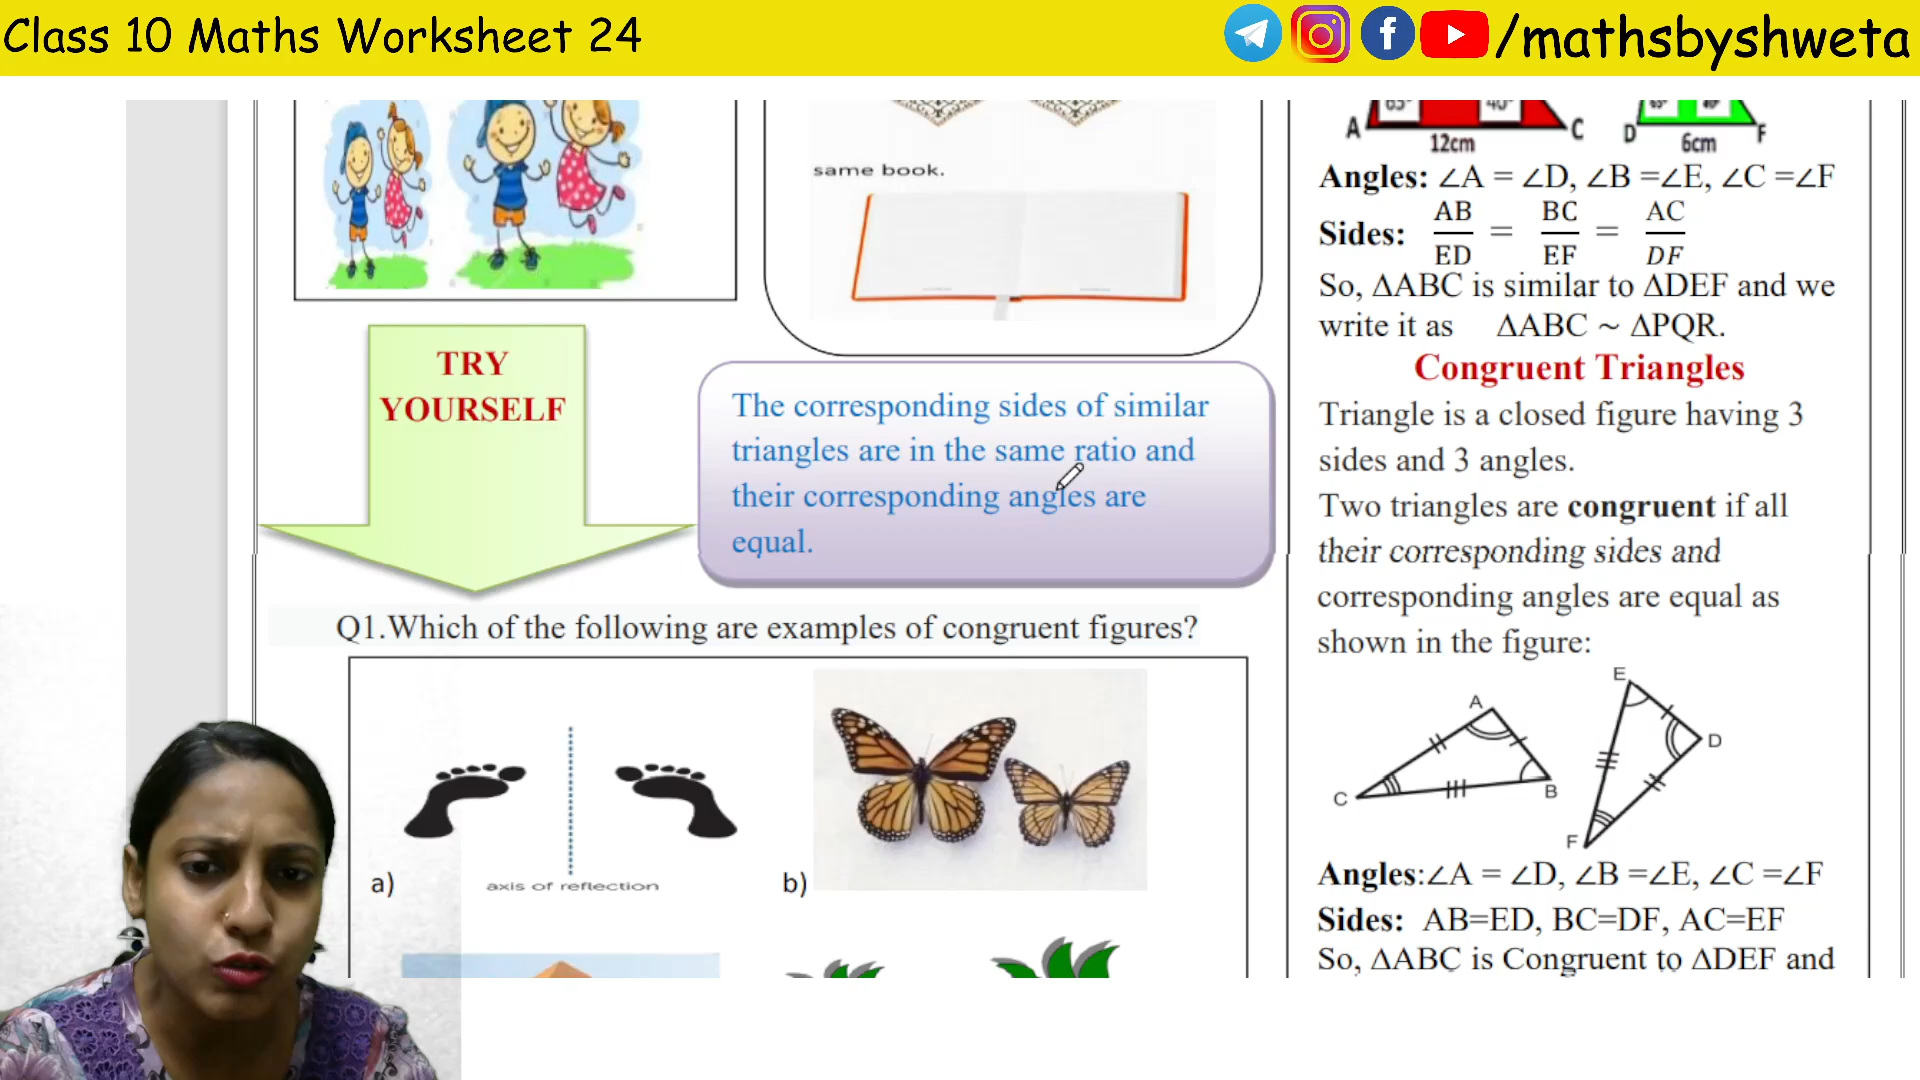 Class 10 Maths Worksheet 24
/mathsbyshweta
same book.
TRY
YOURSELF
The corresponding sides of similar
triangles are in the same ratio and
their corresponding angles are
equal.
Q1.Which of the following are examples of congruent figures?
a)
axis of reflection
b)
65° 40°
A C D F
12cm 6cm
Angles: ∠A = ∠D, ∠B =∠E, ∠C =∠F
Sides: AB/ED = BC/EF = AC/DF
So, ΔABC is similar to ΔDEF and we
write it as ΔABC ~ ΔPQR.
Congruent Triangles
Triangle is a closed figure having 3
sides and 3 angles.
Two triangles are congruent if all
their corresponding sides and
corresponding angles are equal as
shown in the figure:
A
C
B
E
D
F
Angles:∠A = ∠D, ∠B =∠E, ∠C =∠F
Sides: AB=ED, BC=DF, AC=EF
So, ΔABC is Congruent to ΔDEF and